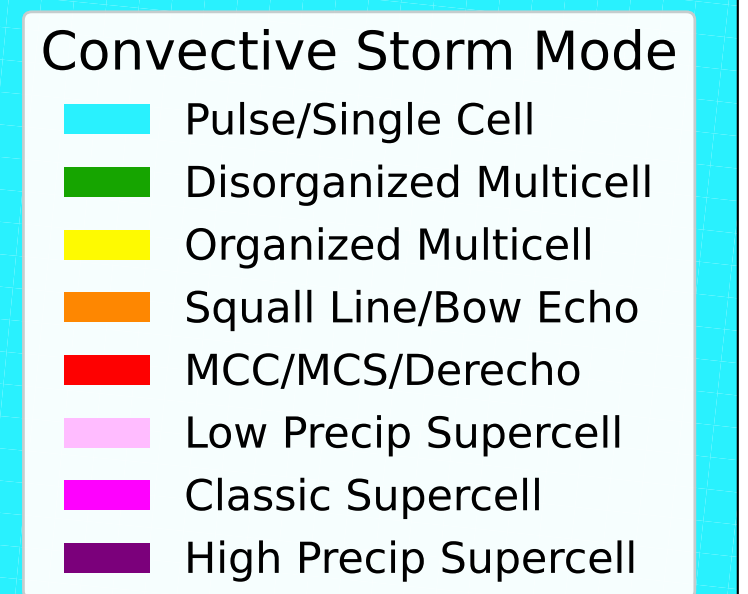 Convective Storm Mode
Pulse/Single Cell
Disorganized Multicell
Organized Multicell
Squall Line/Bow Echo
MCC/MCS/Derecho
Low Precip Supercell
Classic Supercell
High Precip Supercell